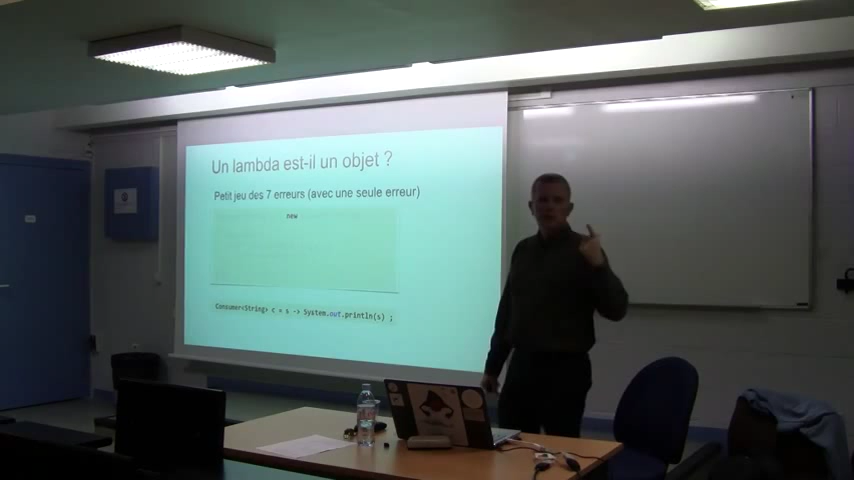 Un lambda est-il un objet ?
Petit jeu des 7 erreurs (avec une seule erreur)
new
Consumer<String> c = s -> System.out.println(s) ;